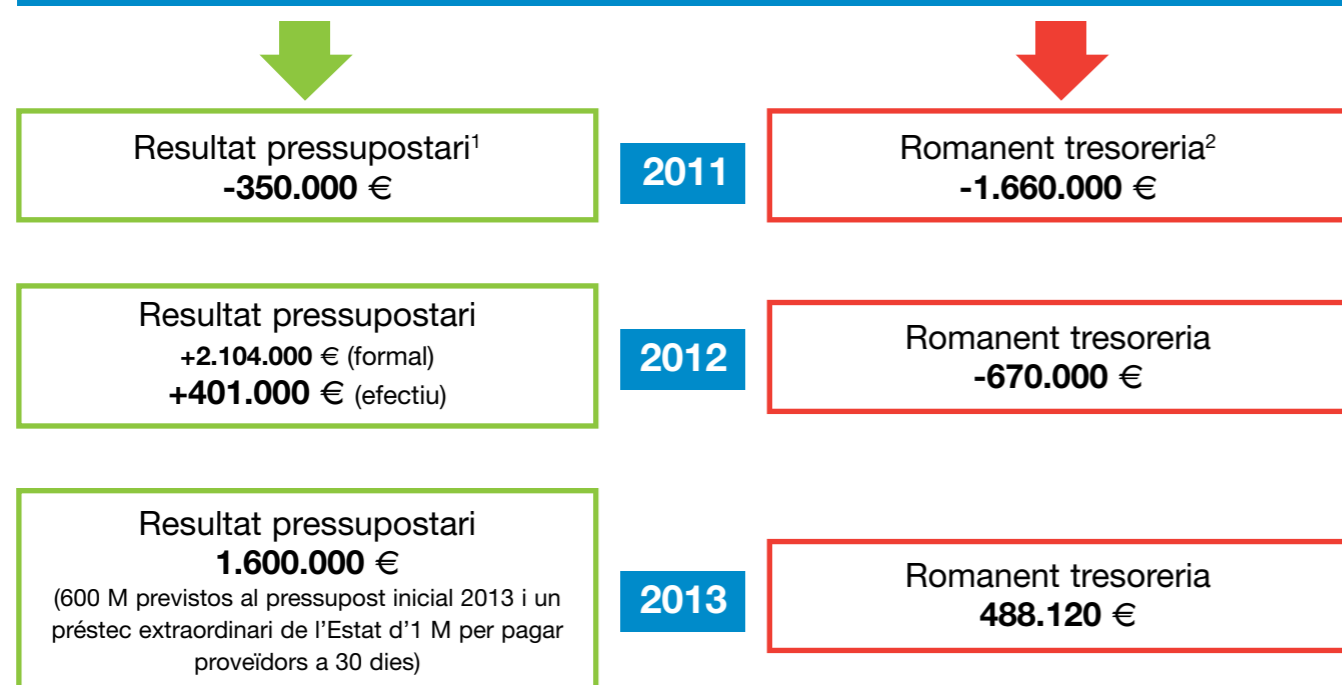 Resultat pressupostari¹
-350.000 €
2011
Romanent tresoreria²
-1.660.000 €
Resultat pressupostari
+2.104.000 € (formal)
+401.000 € (efectiu)
2012
Romanent tresoreria
-670.000 €
Resultat pressupostari
1.600.000 €
(600 M previstos al pressupost inicial 2013 i un
préstec extraordinari de l’Estat d’1 M per pagar
proveïdors a 30 dies)
2013
Romanent tresoreria
488.120 €